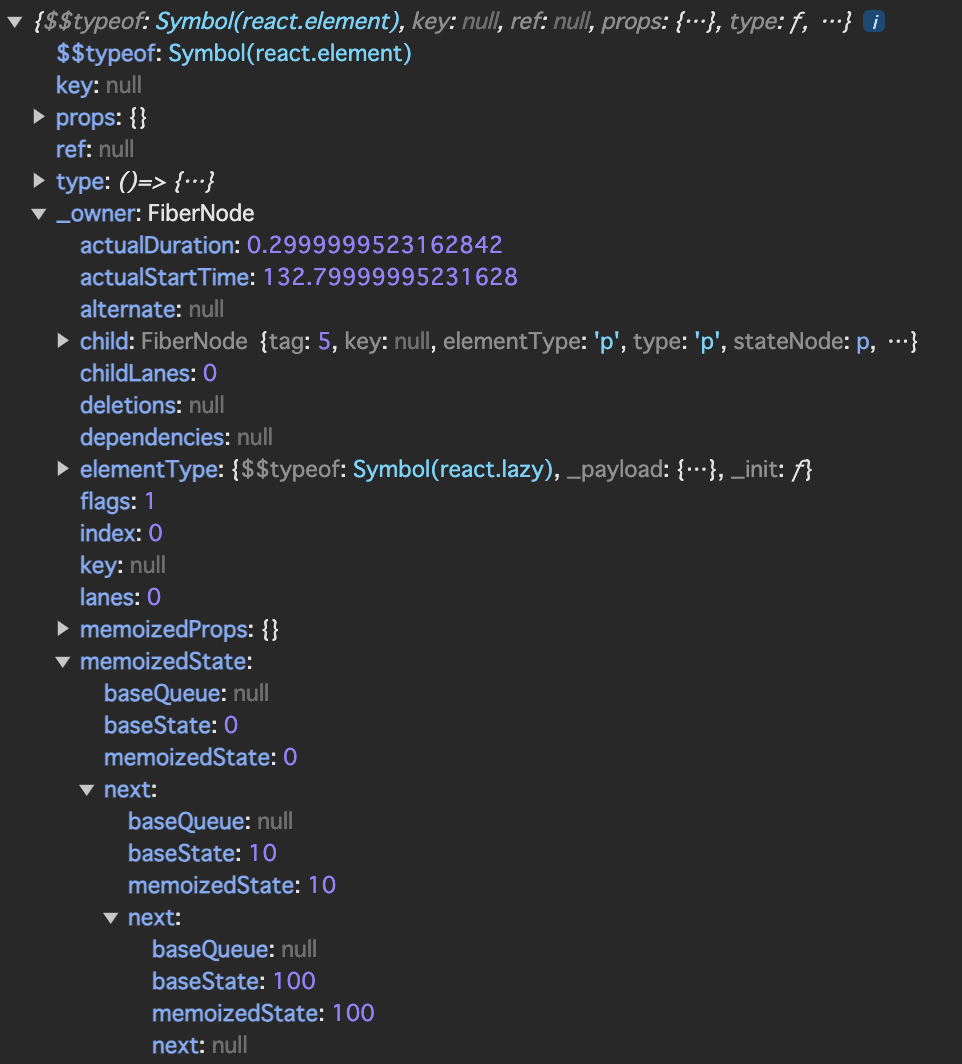 ▼ {$$typeof: Symbol(react.element), key: null, ref: null, props: {…}, type: ƒ, …} i
$$typeof: Symbol(react.element)
key: null
▶ props: {}
ref: null
▶ type: ()=> {…}
▼ _owner: FiberNode
actualDuration: 0.2999999523162842
actualStartTime: 132.79999995231628
alternate: null
▶ child: FiberNode {tag: 5, key: null, elementType: 'p', type: 'p', stateNode: p, …}
childLanes: 0
deletions: null
dependencies: null
▶ elementType: {$$typeof: Symbol(react.lazy), _payload: {…}, _init: ƒ}
flags: 1
index: 0
key: null
lanes: 0
▶ memoizedProps: {}
▼ memoizedState:
baseQueue: null
baseState: 0
memoizedState: 0
▼ next:
baseQueue: null
baseState: 10
memoizedState: 10
▼ next:
baseQueue: null
baseState: 100
memoizedState: 100
next: null